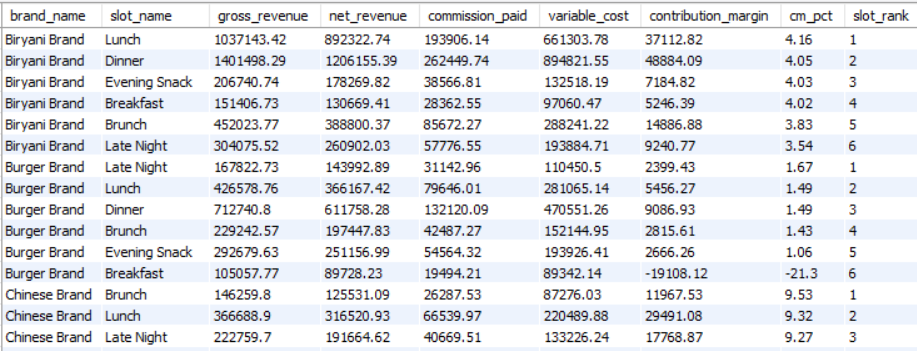 brand_name slot_name gross_revenue net_revenue commission_paid variable_cost contribution_margin cm_pct slot_rank
Biryani Brand Lunch 1037143.42 892322.74 193906.14 661303.78 37112.82 4.16 1
Biryani Brand Dinner 1401498.29 1206155.39 262449.74 894821.55 48884.09 4.05 2
Biryani Brand Evening Snack 206740.74 178269.82 38566.81 132518.19 7184.82 4.03 3
Biryani Brand Breakfast 151406.73 130669.41 28362.55 97060.47 5246.39 4.02 4
Biryani Brand Brunch 452023.77 388800.37 85672.27 288241.22 14886.88 3.83 5
Biryani Brand Late Night 304075.52 260902.03 57776.55 193884.71 9240.77 3.54 6
Burger Brand Late Night 167822.73 143992.89 31142.96 110450.5 2399.43 1.67 1
Burger Brand Lunch 426578.76 366167.42 79646.01 281065.14 5456.27 1.49 2
Burger Brand Dinner 712740.8 611758.28 132120.09 470551.26 9086.93 1.49 3
Burger Brand Brunch 229242.57 197447.83 42487.27 152144.95 2815.61 1.43 4
Burger Brand Evening Snack 292679.63 251156.99 54564.32 193926.41 2666.26 1.06 5
Burger Brand Breakfast 105057.77 89728.23 19494.21 89342.14 -19108.12 -21.3 6
Chinese Brand Brunch 146259.8 125531.09 26287.53 87276.03 11967.53 9.53 1
Chinese Brand Lunch 366688.9 316520.93 66539.97 220489.88 29491.08 9.32 2
Chinese Brand Late Night 222759.7 191664.62 40669.51 133226.24 17768.87 9.27 3